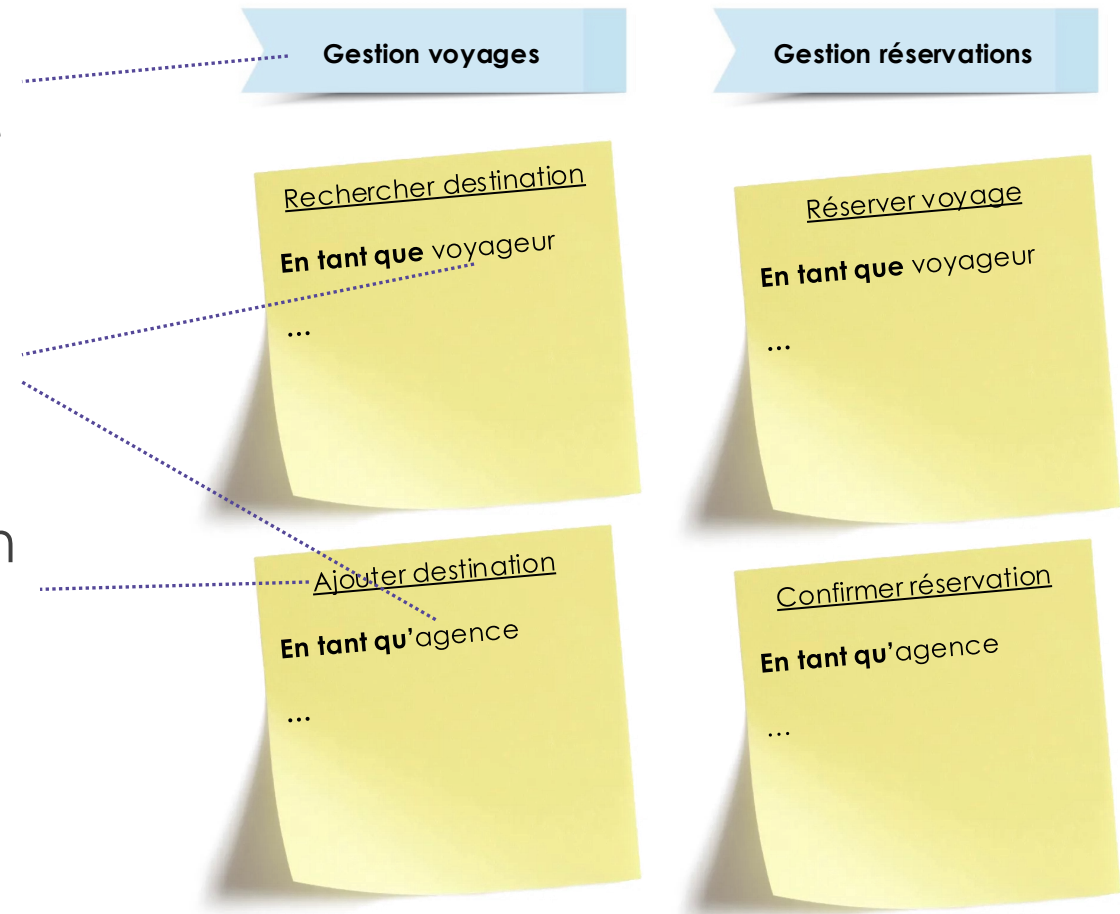 Gestion voyages
Gestion réservations
Rechercher destination
En tant que voyageur
...
Réserver voyage
En tant que voyageur
...
n
Ajouter destination
En tant qu'agence
...
Confirmer réservation
En tant qu'agence
...